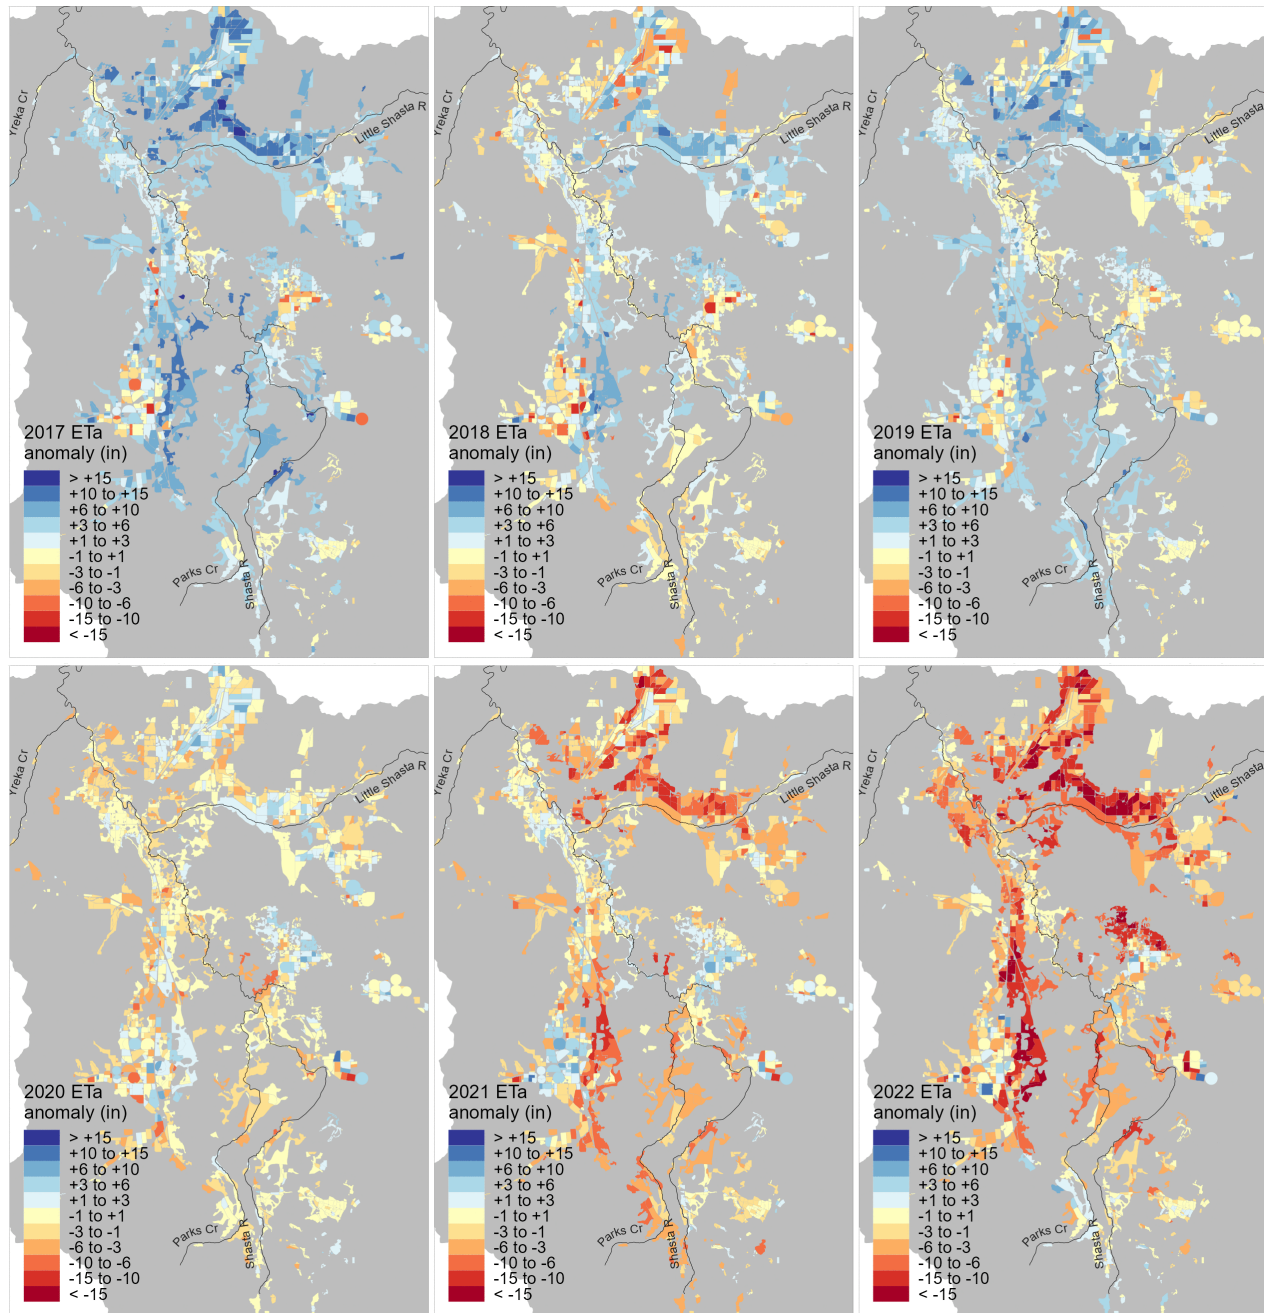 Yreka Cr
Little Shasta R
2017 ETa
anomaly (in)
> +15
+10 to +15
+6 to +10
+3 to +6
+1 to +3
-1 to +1
-3 to -1
-6 to -3
-10 to -6
-15 to -10
< -15
Parks Cr
Shasta R
Yreka Cr
Little Shasta R
2018 ETa
anomaly (in)
> +15
+10 to +15
+6 to +10
+3 to +6
+1 to +3
-1 to +1
-3 to -1
-6 to -3
-10 to -6
-15 to -10
< -15
Parks Cr
Shasta R
Yreka Cr
Little Shasta R
2019 ETa
anomaly (in)
> +15
+10 to +15
+6 to +10
+3 to +6
+1 to +3
-1 to +1
-3 to -1
-6 to -3
-10 to -6
-15 to -10
< -15
Parks Cr
Shasta R
Yreka Cr
Little Shasta R
2020 ETa
anomaly (in)
> +15
+10 to +15
+6 to +10
+3 to +6
+1 to +3
-1 to +1
-3 to -1
-6 to -3
-10 to -6
-15 to -10
< -15
Parks Cr
Shasta R
Yreka Cr
Little Shasta R
2021 ETa
anomaly (in)
> +15
+10 to +15
+6 to +10
+3 to +6
+1 to +3
-1 to +1
-3 to -1
-6 to -3
-10 to -6
-15 to -10
< -15
Parks Cr
Shasta R
Yreka Cr
Little Shasta R
2022 ETa
anomaly (in)
> +15
+10 to +15
+6 to +10
+3 to +6
+1 to +3
-1 to +1
-3 to -1
-6 to -3
-10 to -6
-15 to -10
< -15
Parks Cr
Shasta R